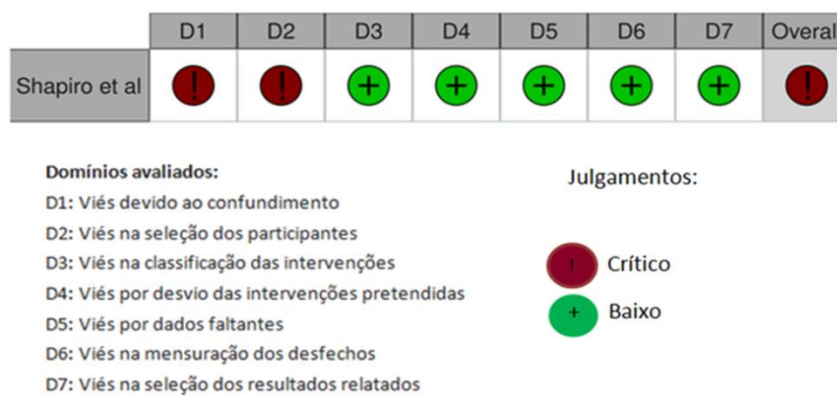 D1 D2 D3 D4 D5 D6 D7 Overal
Shapiro et al ! ! + + + + + !
Domínios avaliados:
D1: Viés devido ao confundimento
D2: Viés na seleção dos participantes
D3: Viés na classificação das intervenções
D4: Viés por desvio das intervenções pretendidas
D5: Viés por dados faltantes
D6: Viés na mensuração dos desfechos
D7: Viés na seleção dos resultados relatados
Julgamentos:
! Crítico
+ Baixo